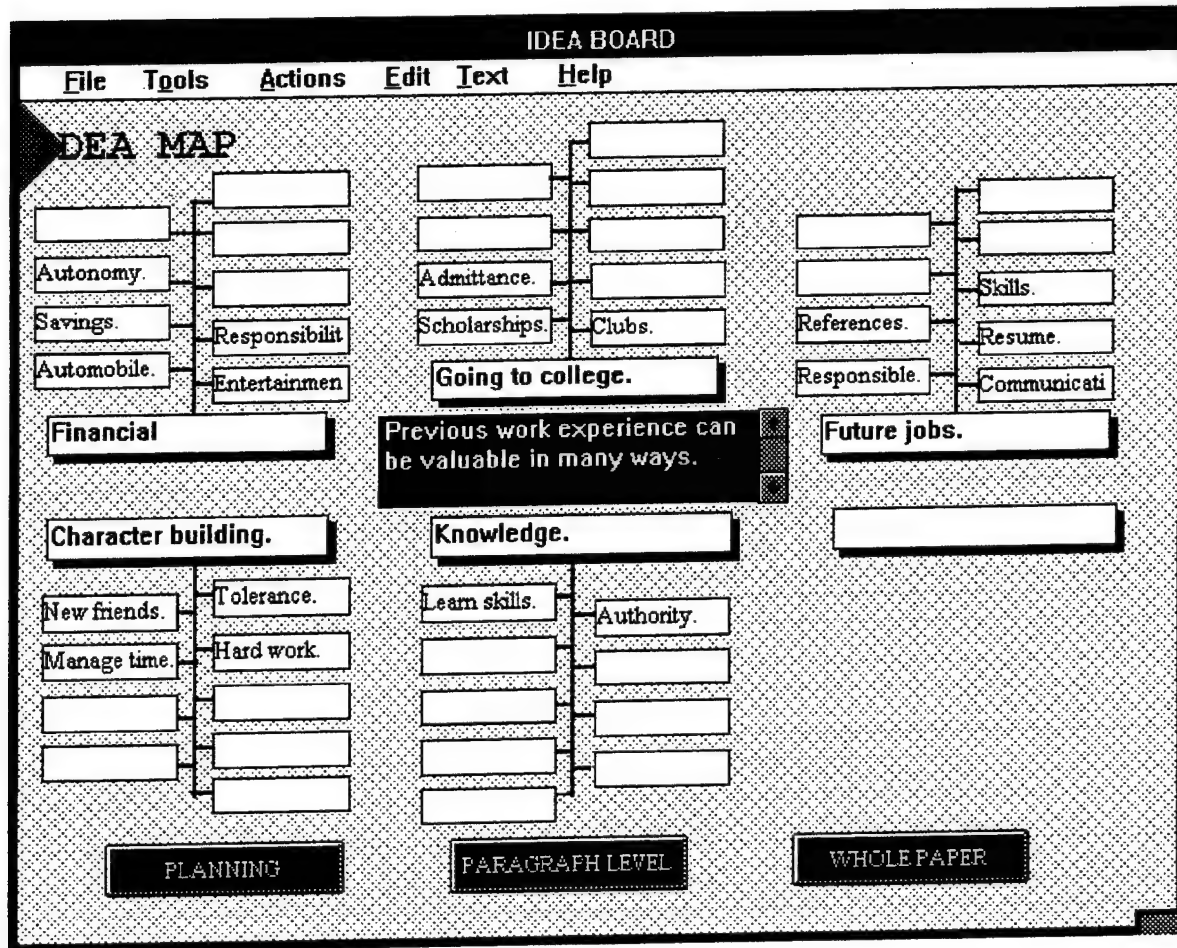 IDEA BOARD
File Tools Actions Edit Text Help
IDEA MAP
Autonomy.
Savings.
Automobile.
Responsibilit
Entertainmen
Financial
Admittance.
Scholarships.
Clubs.
Going to college.
References.
Responsible.
Skills.
Resume.
Communicati
Future jobs.
Previous work experience can
be valuable in many ways.
Character building.
New friends.
Manage time.
Tolerance.
Hard work.
Knowledge.
Learn skills.
Authority.
PLANNING
PARAGRAPH LEVEL
WHOLE PAPER